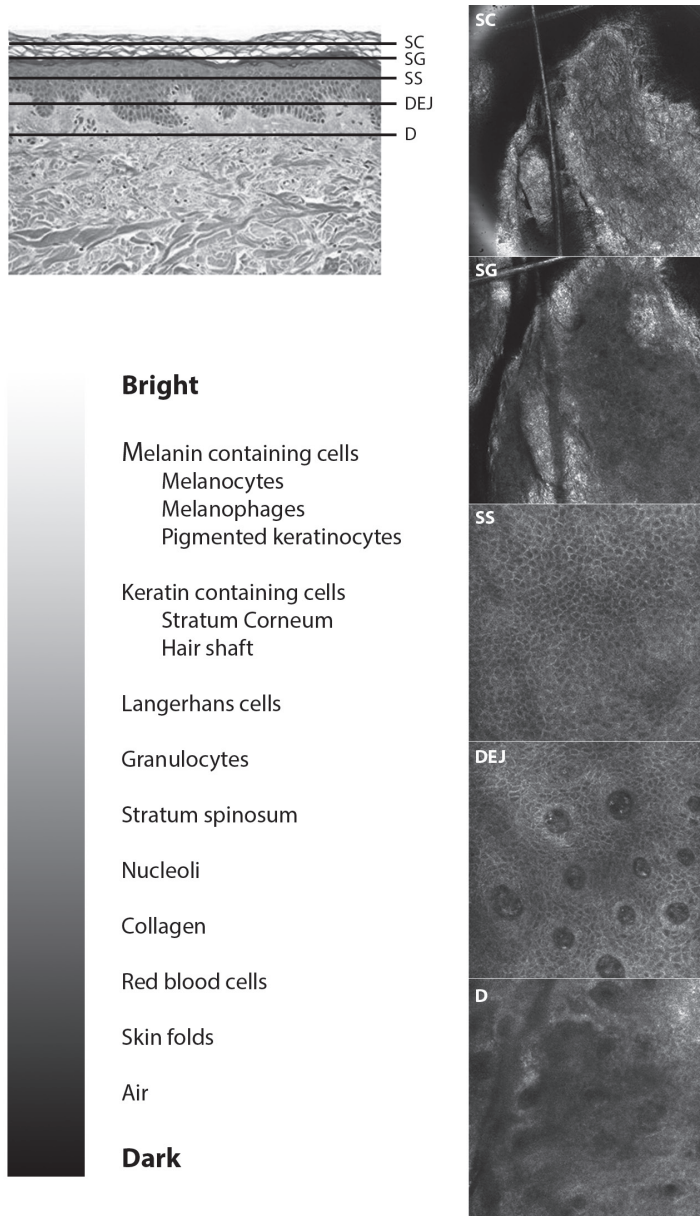 SC
SG
SS
DEJ
D
Bright
Melanin containing cells
Melanocytes
Melanophages
Pigmented keratinocytes
Keratin containing cells
Stratum Corneum
Hair shaft
Langerhans cells
Granulocytes
Stratum spinosum
Nucleoli
Collagen
Red blood cells
Skin folds
Air
Dark
SC
SG
SS
DEJ
D